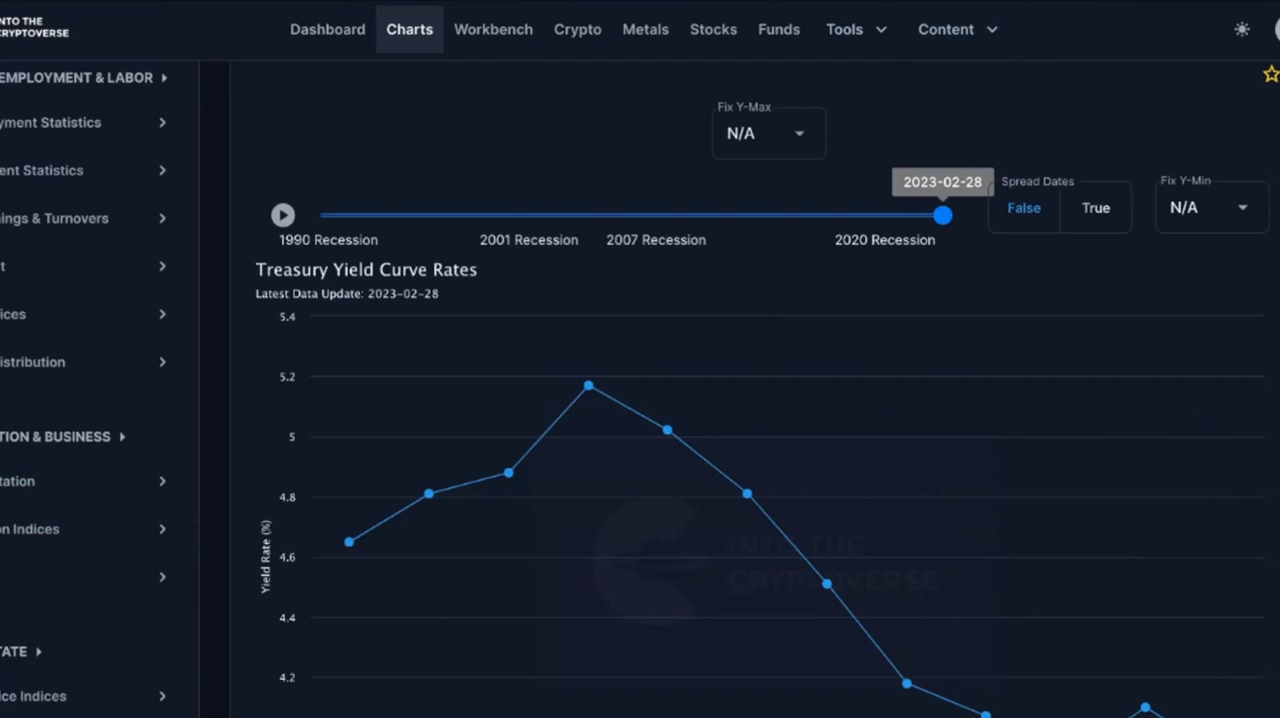 NTO THE
CRYPTOVERSE
Dashboard Charts Workbench Crypto Metals Stocks Funds Tools Content
EMPLOYMENT & LABOR
yment Statistics
ent Statistics
ings & Turnovers
t
ices
istribution
TION & BUSINESS
tation
on Indices
TATE
ice Indices
Fix Y-Max
N/A
2023-02-28
Spread Dates
False True
Fix Y-Min
N/A
1990 Recession 2001 Recession 2007 Recession 2020 Recession
Treasury Yield Curve Rates
Latest Data Update: 2023-02-28
5.4
5.2
5
4.8
4.6
4.4
4.2
Yield Rate (%)
INTO THE
CRYPTOVERSE